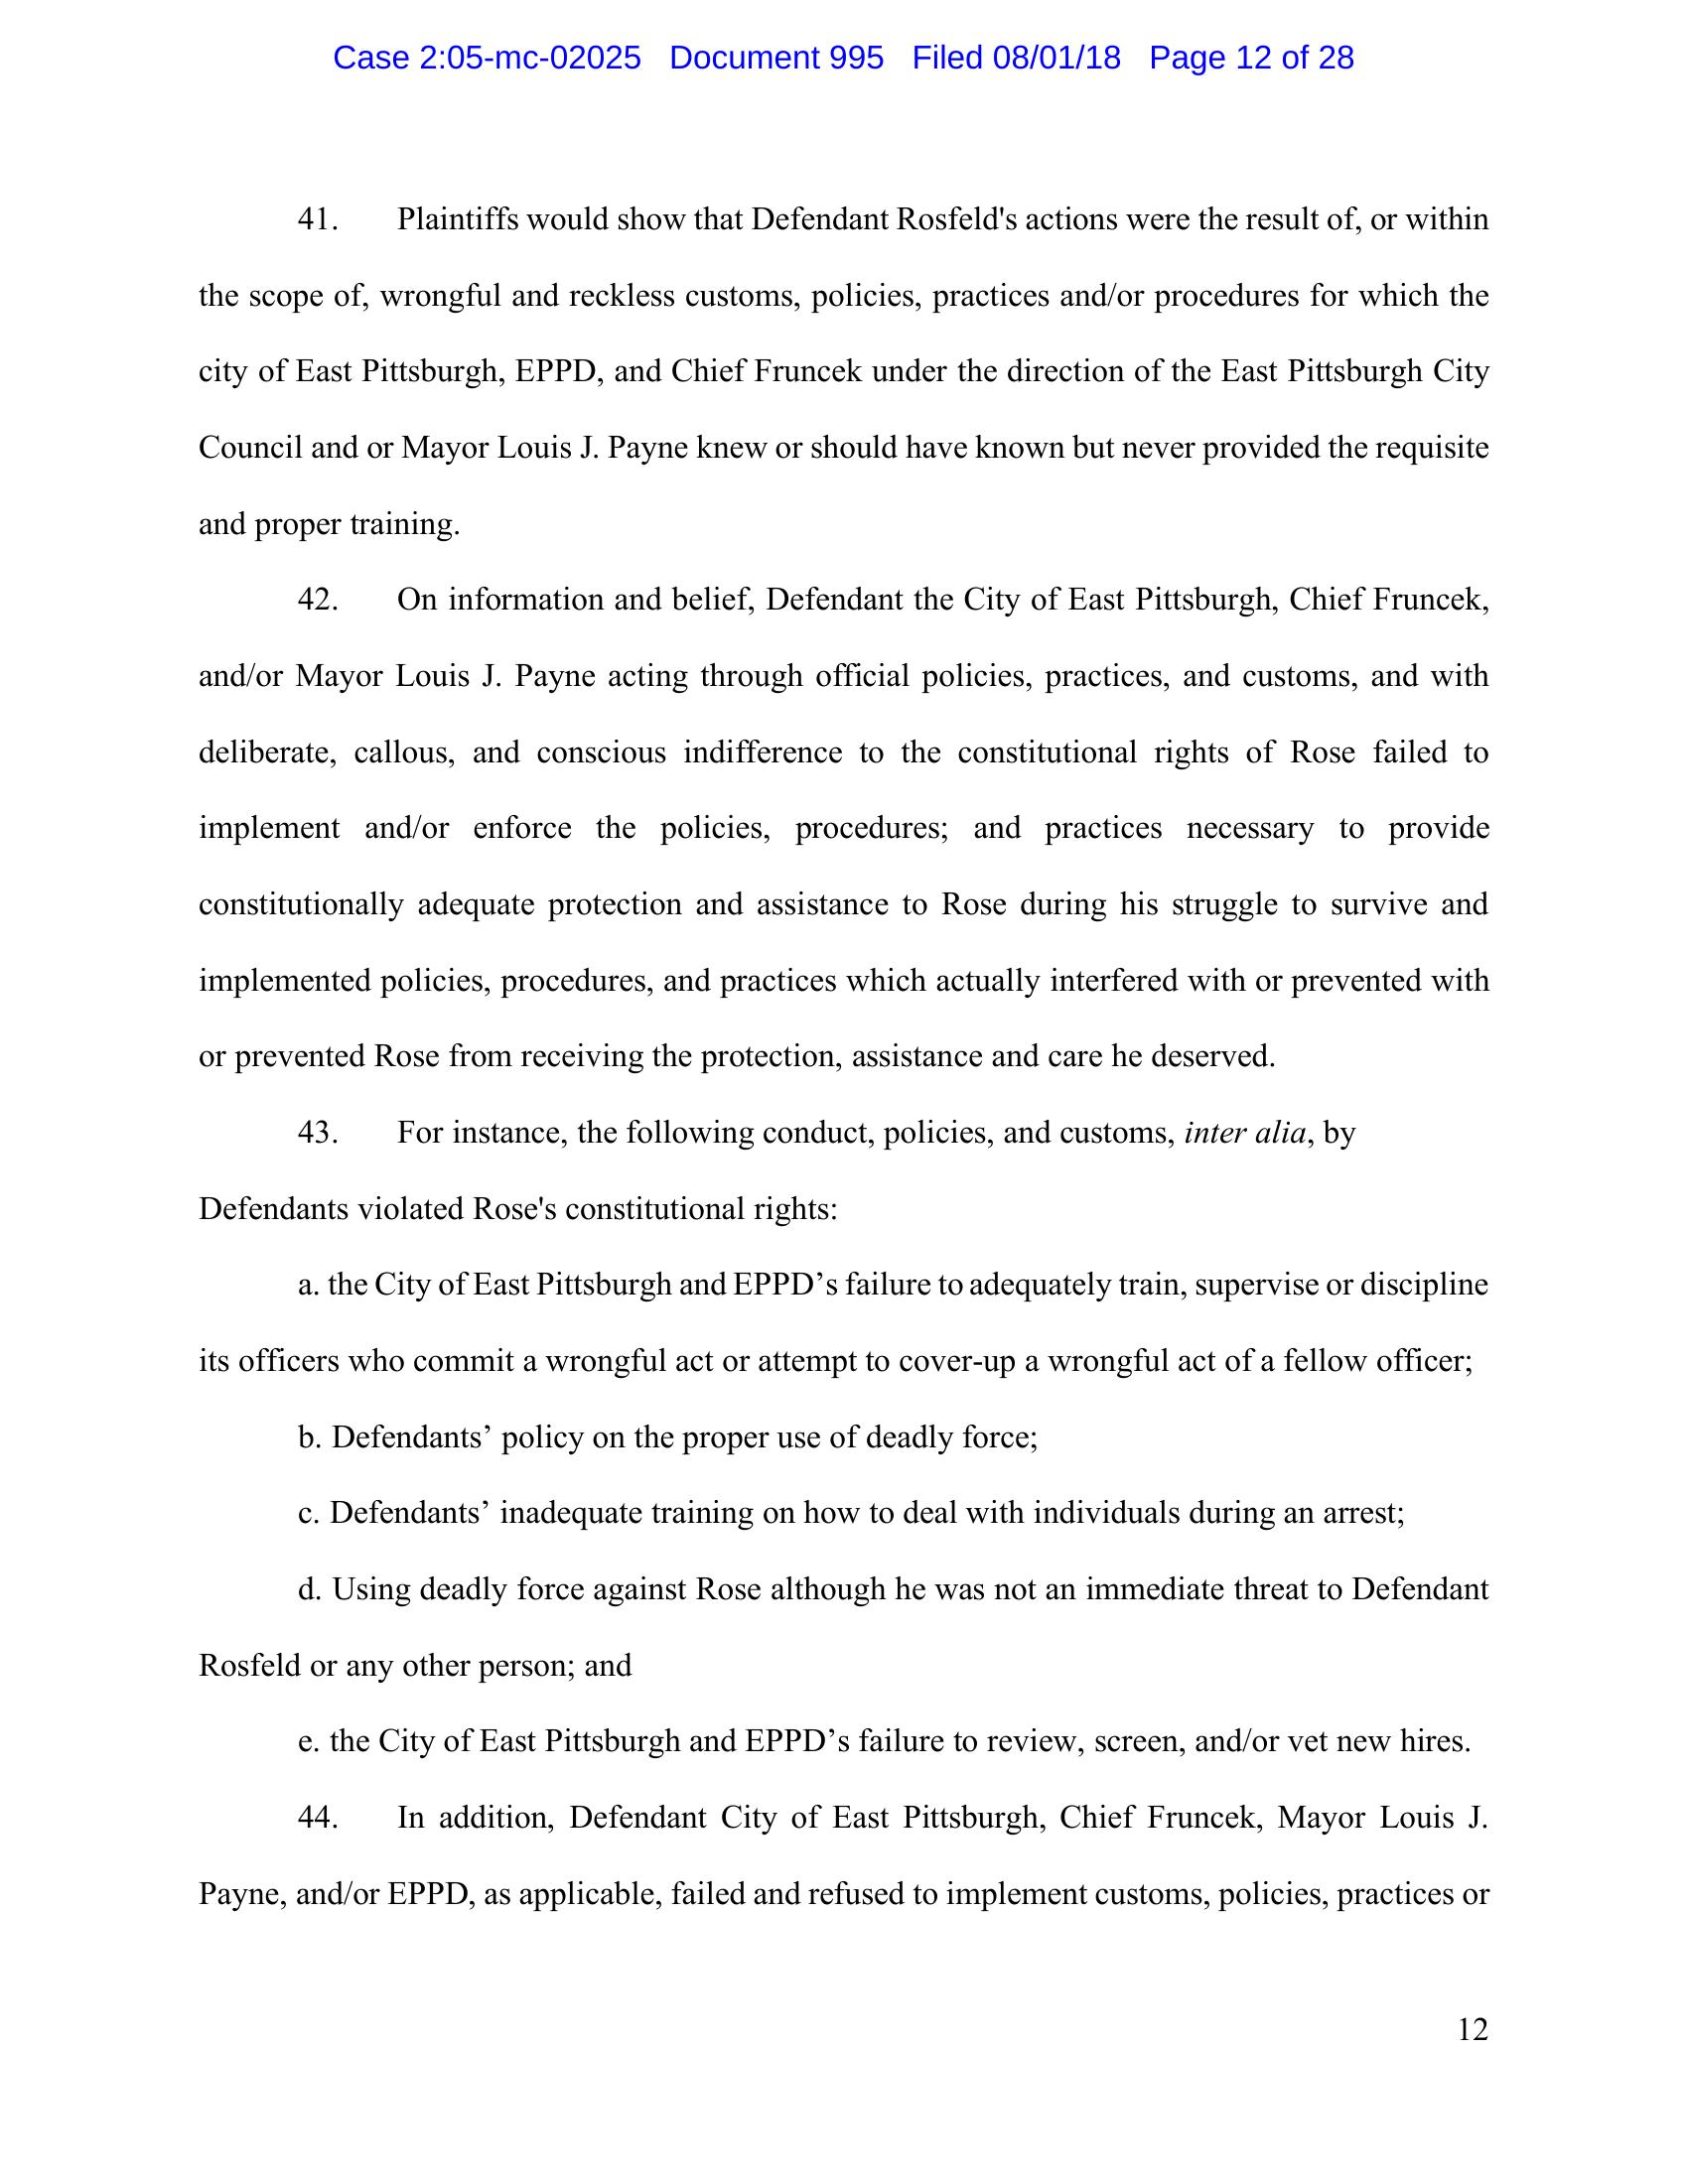 Case 2:05-mc-02025 Document 995 Filed 08/01/18 Page 12 of 28
41. Plaintiffs would show that Defendant Rosfeld's actions were the result of, or within
the scope of, wrongful and reckless customs, policies, practices and/or procedures for which the
city of East Pittsburgh, EPPD, and Chief Fruncek under the direction of the East Pittsburgh City
Council and or Mayor Louis J. Payne knew or should have known but never provided the requisite
and proper training.
42. On information and belief, Defendant the City of East Pittsburgh, Chief Fruncek,
and/or Mayor Louis J. Payne acting through official policies, practices, and customs, and with
deliberate, callous, and conscious indifference to the constitutional rights of Rose failed to
implement and/or enforce the policies, procedures; and practices necessary to provide
constitutionally adequate protection and assistance to Rose during his struggle to survive and
implemented policies, procedures, and practices which actually interfered with or prevented with
or prevented Rose from receiving the protection, assistance and care he deserved.
43. For instance, the following conduct, policies, and customs, inter alia, by
Defendants violated Rose's constitutional rights:
a. the City of East Pittsburgh and EPPD’s failure to adequately train, supervise or discipline
its officers who commit a wrongful act or attempt to cover-up a wrongful act of a fellow officer;
b. Defendants’ policy on the proper use of deadly force;
c. Defendants’ inadequate training on how to deal with individuals during an arrest;
d. Using deadly force against Rose although he was not an immediate threat to Defendant
Rosfeld or any other person; and
e. the City of East Pittsburgh and EPPD’s failure to review, screen, and/or vet new hires.
44. In addition, Defendant City of East Pittsburgh, Chief Fruncek, Mayor Louis J.
Payne, and/or EPPD, as applicable, failed and refused to implement customs, policies, practices or
12